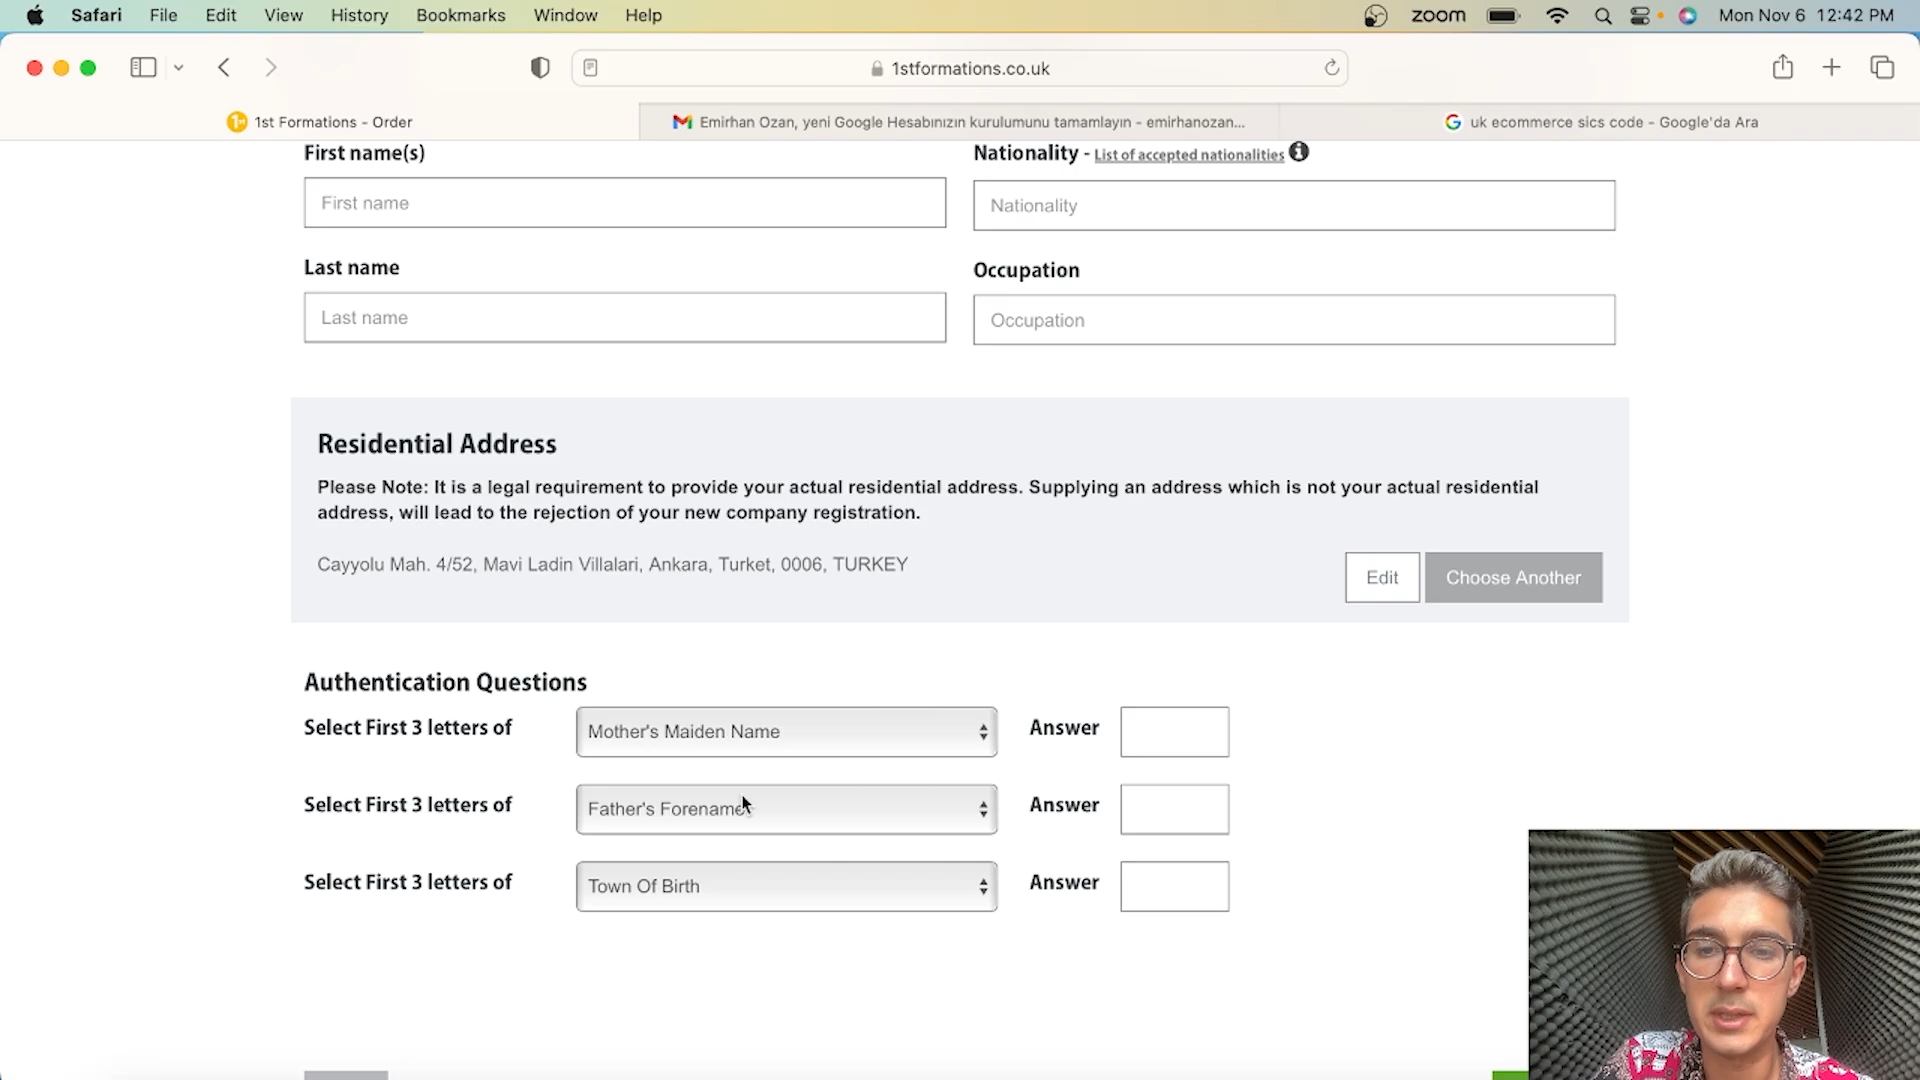 Safari File Edit View History Bookmarks Window Help zoom Mon Nov 6 12:42 PM
1stformations.co.uk
1st Formations - Order
Emirhan Ozan, yeni Google Hesabınızın kurulumunu tamamlayın - emirhanozan...
uk ecommerce sics code - Google'da Ara
First name(s)
Nationality - List of accepted nationalities
First name
Nationality
Last name
Occupation
Last name
Occupation
Residential Address
Please Note: It is a legal requirement to provide your actual residential address. Supplying an address which is not your actual residential
address, will lead to the rejection of your new company registration.
Cayyolu Mah. 4/52, Mavi Ladin Villalari, Ankara, Turket, 0006, TURKEY
Edit
Choose Another
Authentication Questions
Select First 3 letters of Mother's Maiden Name Answer
Select First 3 letters of Father's Forename Answer
Select First 3 letters of Town Of Birth Answer